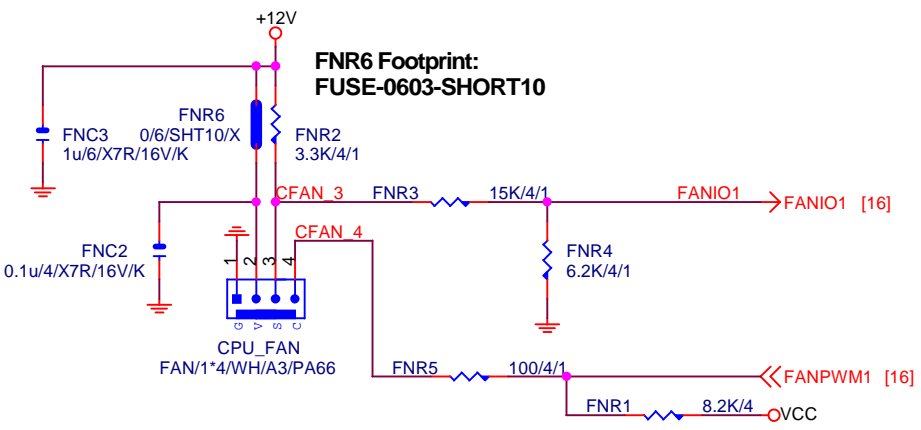 +12V
FNR6 Footprint:
FUSE-0603-SHORT10
FNR6
0/6/SHT10/X
FNC3
1u/6/X7R/16V/K
FNR2
3.3K/4/1
CFAN_3
FNR3
15K/4/1
FANIO1
FANIO1 [16]
CFAN_4
FNC2
0.1u/4/X7R/16V/K
FNR4
6.2K/4/1
1
2
3
4
G
V
S
C
CPU_FAN
FAN/1*4/WH/A3/PA66
FNR5
100/4/1
FANPWM1 [16]
FNR1
8.2K/4
VCC